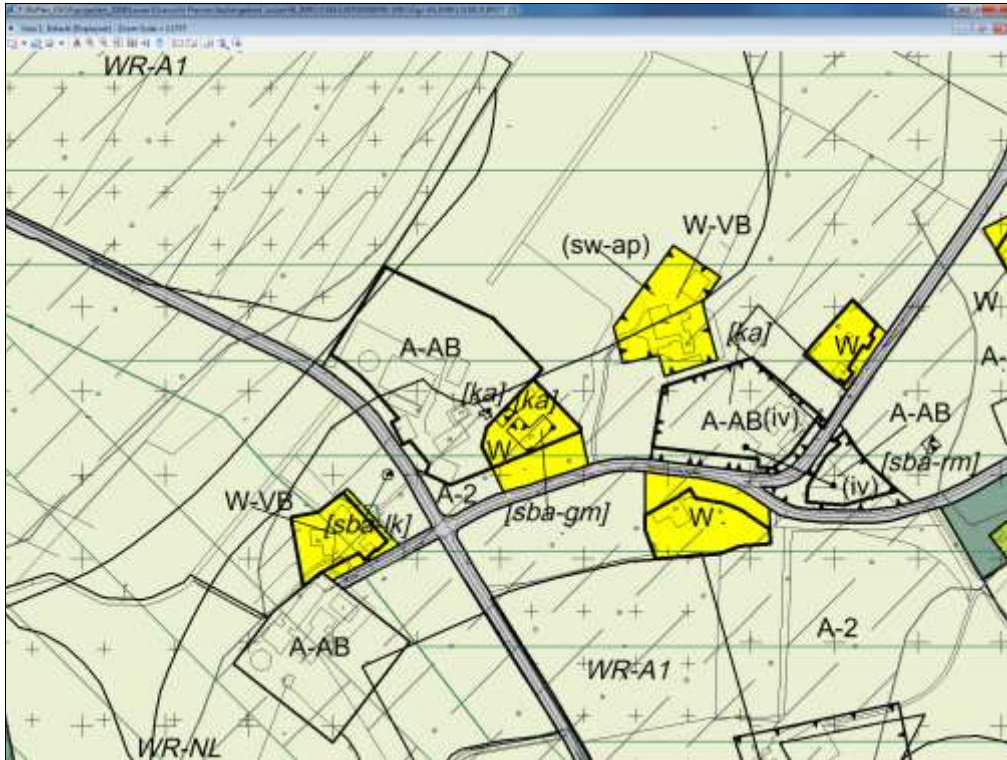 WR-A1
W-VB
(sw-ap)
[ka]
W
W
A-AB
A-
[ka]
[ka]
A-AB
A-AB
(iv)
W
[sba-rm]
W-VB
A-2
(iv)
[sba-lk]
[sba-gm]
W
A-2
A-AB
WR-A1
WR-NL